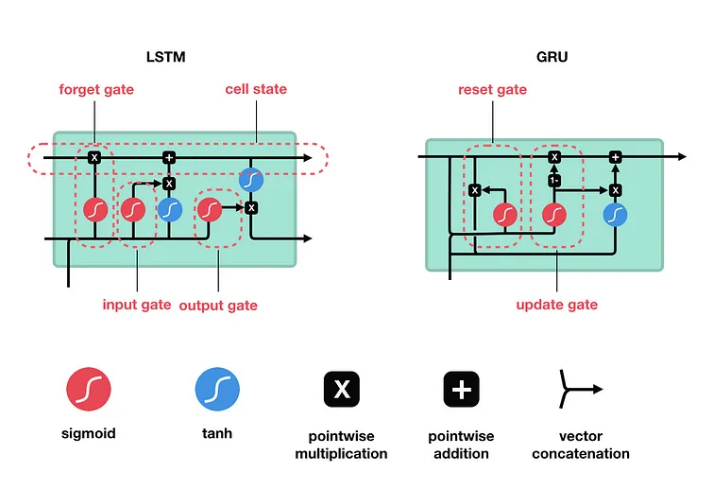 LSTM
GRU
forget gate
cell state
reset gate
X
+
X
+
X
1-
X
X
X
input gate
output gate
update gate
X
+
sigmoid
tanh
pointwise
multiplication
pointwise
addition
vector
concatenation